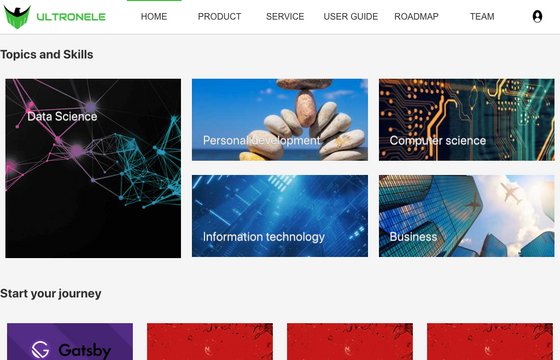 ULTRONELE
HOME PRODUCT SERVICE USER GUIDE ROADMAP TEAM
Topics and Skills
Data Science
Personal development
Computer science
Information technology
Business
Start your journey
Gatsby